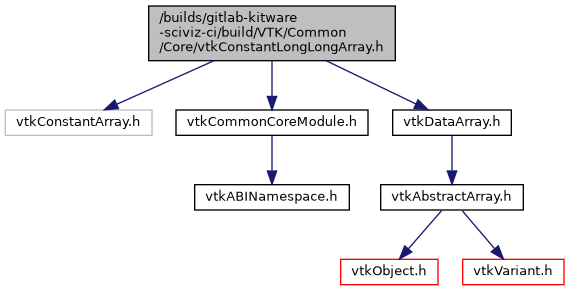 /builds/gitlab-kitware
-sciviz-ci/build/VTK/Common
/Core/vtkConstantLongLongArray.h
vtkConstantArray.h
vtkCommonCoreModule.h
vtkDataArray.h
vtkABINamespace.h
vtkAbstractArray.h
vtkObject.h
vtkVariant.h